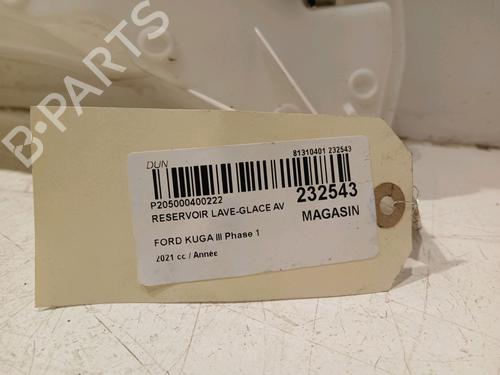 B-PARTS
DUN
81310401 232543
P205000400222
RESERVOIR LAVE-GLACE AV
232543
MAGASIN
FORD KUGA III Phase 1
2021 cc / Année